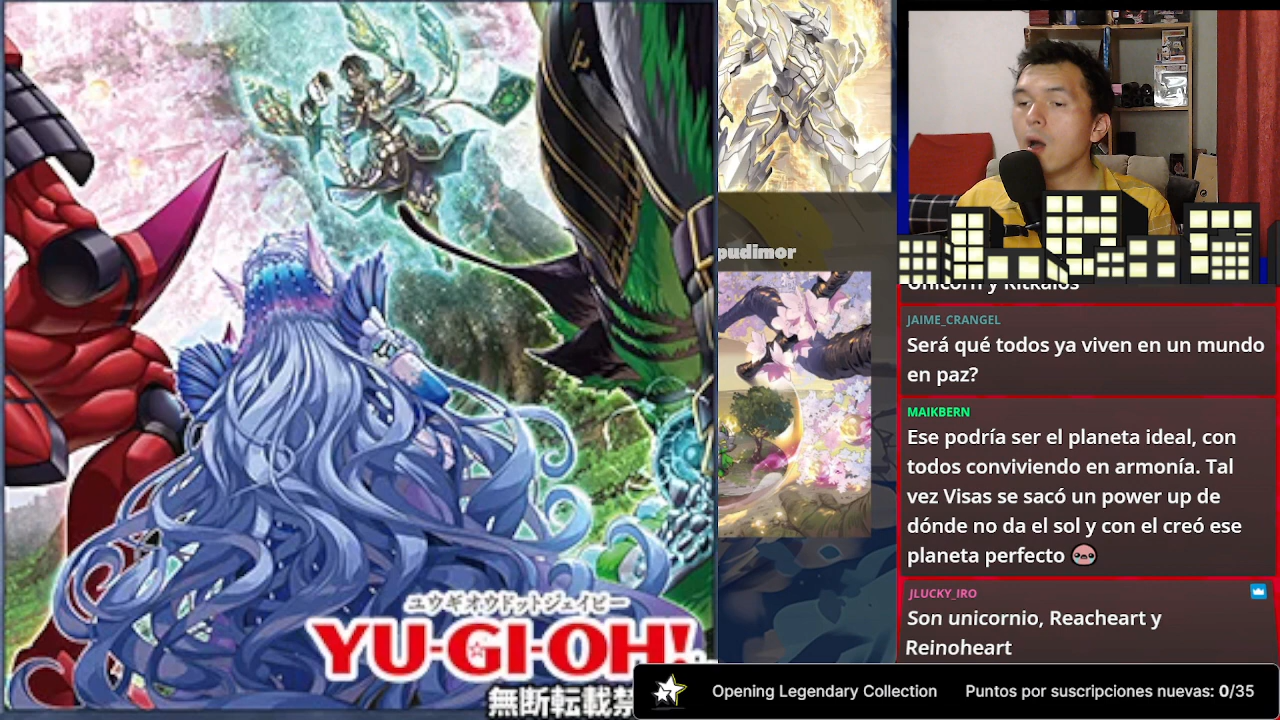 ユウギオウドットジェイピー
YU-GI-OH!
無断転載禁
pudimor
Unicorn y Kitkalos
JAIME_CRANGEL
Será qué todos ya viven en un mundo
en paz?
MAIKBERN
Ese podría ser el planeta ideal, con
todos conviviendo en armonía. Tal
vez Visas se sacó un power up de
dónde no da el sol y con el creó ese
planeta perfecto
JLUCKY_IRO
Son unicornio, Reacheart y
Reinoheart
Opening Legendary Collection
Puntos por suscripciones nuevas: 0/35